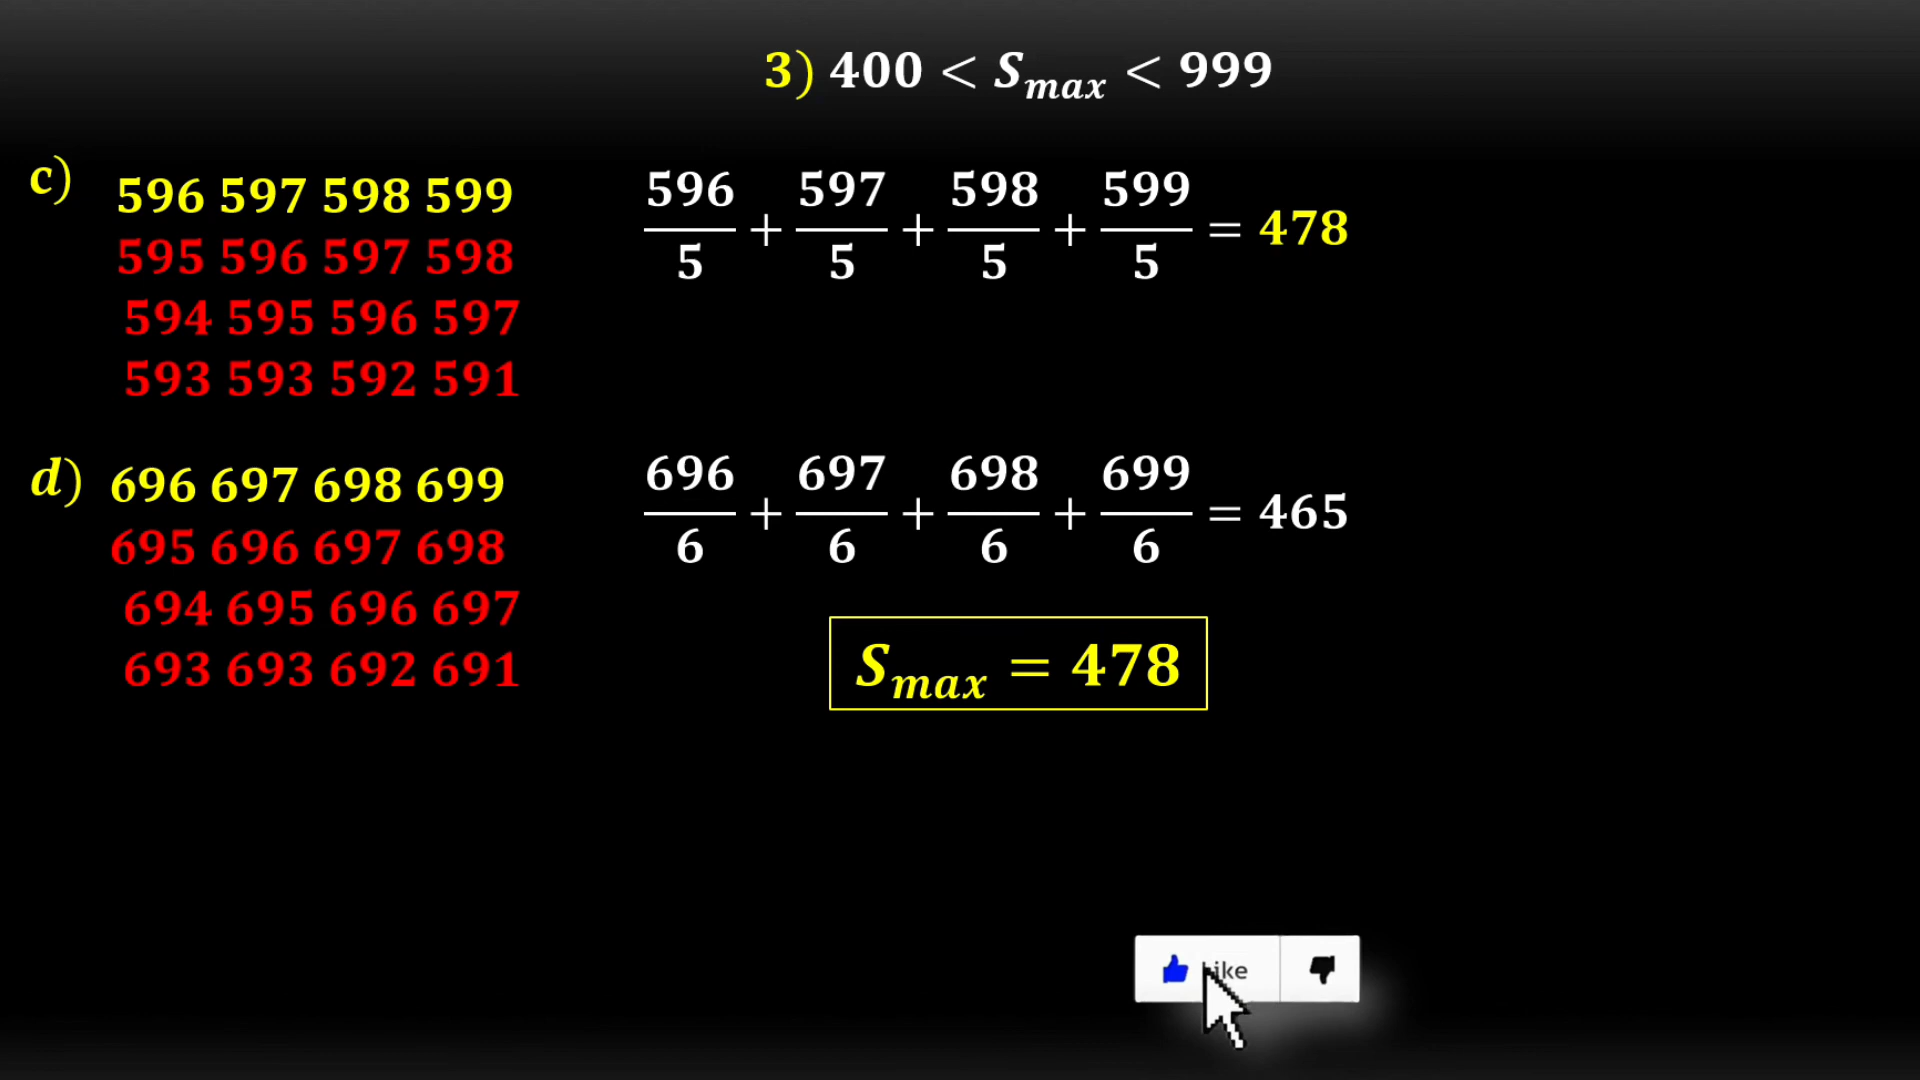 3) 400 < S_max < 999
c) 596 597 598 599
595 596 597 598
594 595 596 597
593 593 592 591
596/5 + 597/5 + 598/5 + 599/5 = 478
d) 696 697 698 699
695 696 697 698
694 695 696 697
693 693 692 691
696/6 + 697/6 + 698/6 + 699/6 = 465
S_max = 478
Like